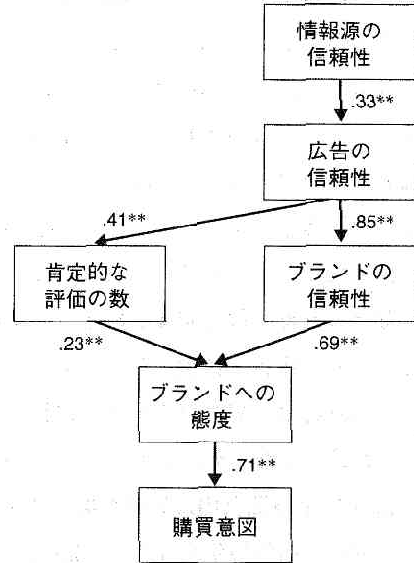 情報源の
信頼性
.33**
広告の
信頼性
.41**
.85**
肯定的な
評価の数
ブランドの
信頼性
.23**
.69**
ブランドへの
態度
.71**
購買意図